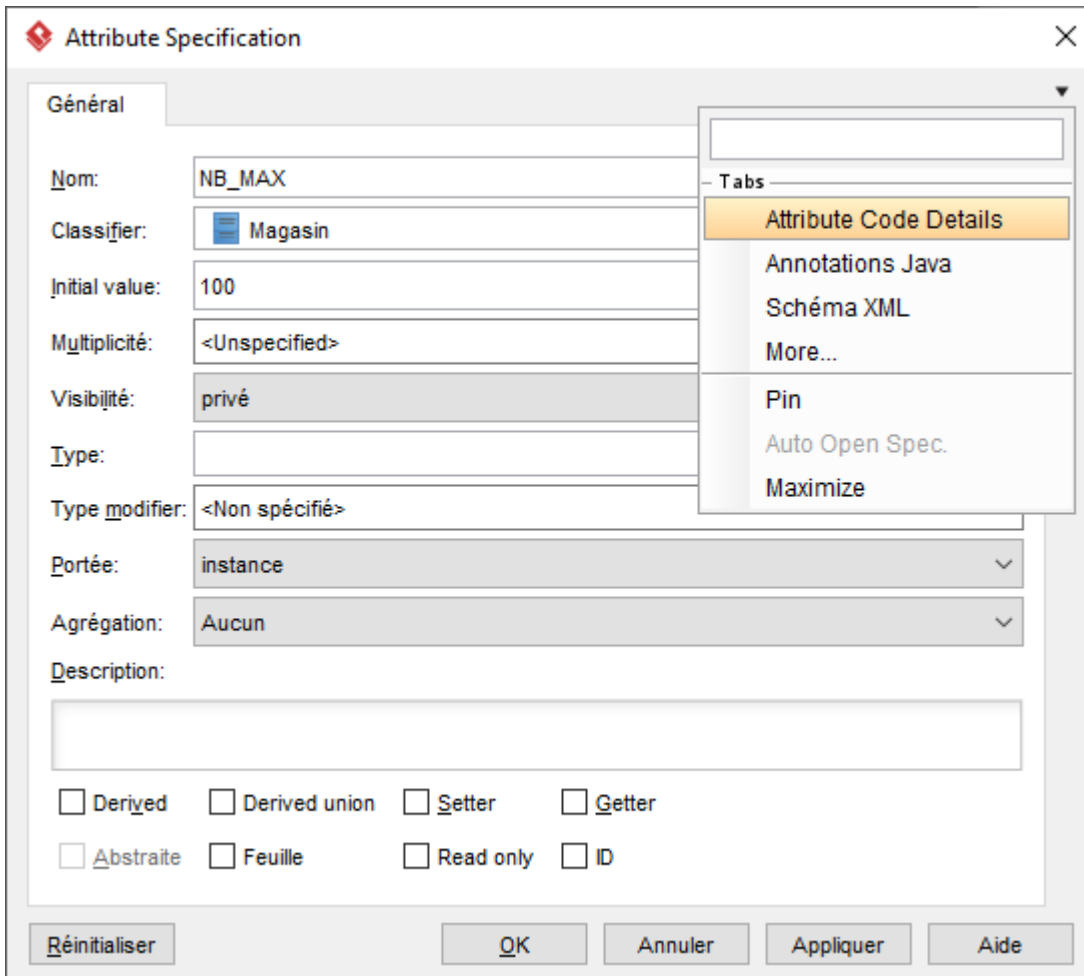 Attribute Specification
Général
Nom: NB_MAX
Tabs
Classifier: Magasin
Attribute Code Details
Annotations Java
Initial value: 100
Schéma XML
Multiplicité: <Unspecified>
More...
Visibilité: privé
Pin
Type:
Auto Open Spec.
Maximize
Type modifier: <Non spécifié>
Portée: instance
Agrégation: Aucun
Description:
Derived Derived union Setter Getter
Abstraite Feuille Read only ID
Réinitialiser OK Annuler Appliquer Aide